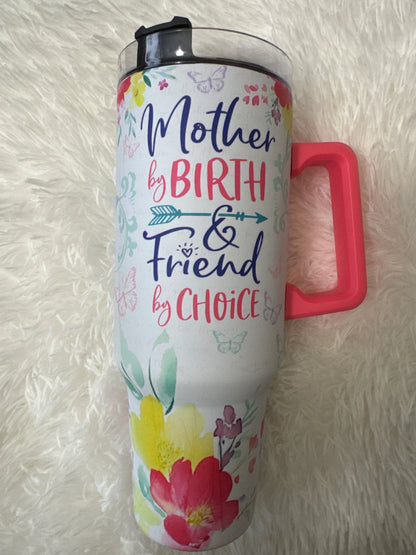 Mother
by BIRTH
&
Friend
by CHOiCE